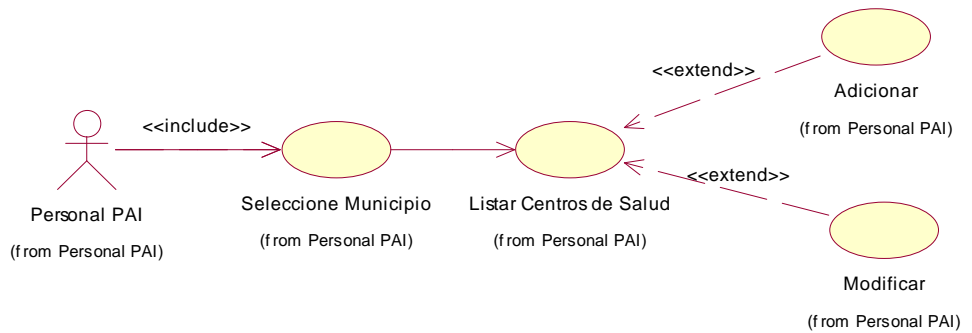 <<extend>>
Adicionar
(from Personal PAI)
<<include>>
Personal PAI
(from Personal PAI)
Seleccione Municipio
(from Personal PAI)
Listar Centros de Salud
(from Personal PAI)
<<extend>>
Modificar
(from Personal PAI)